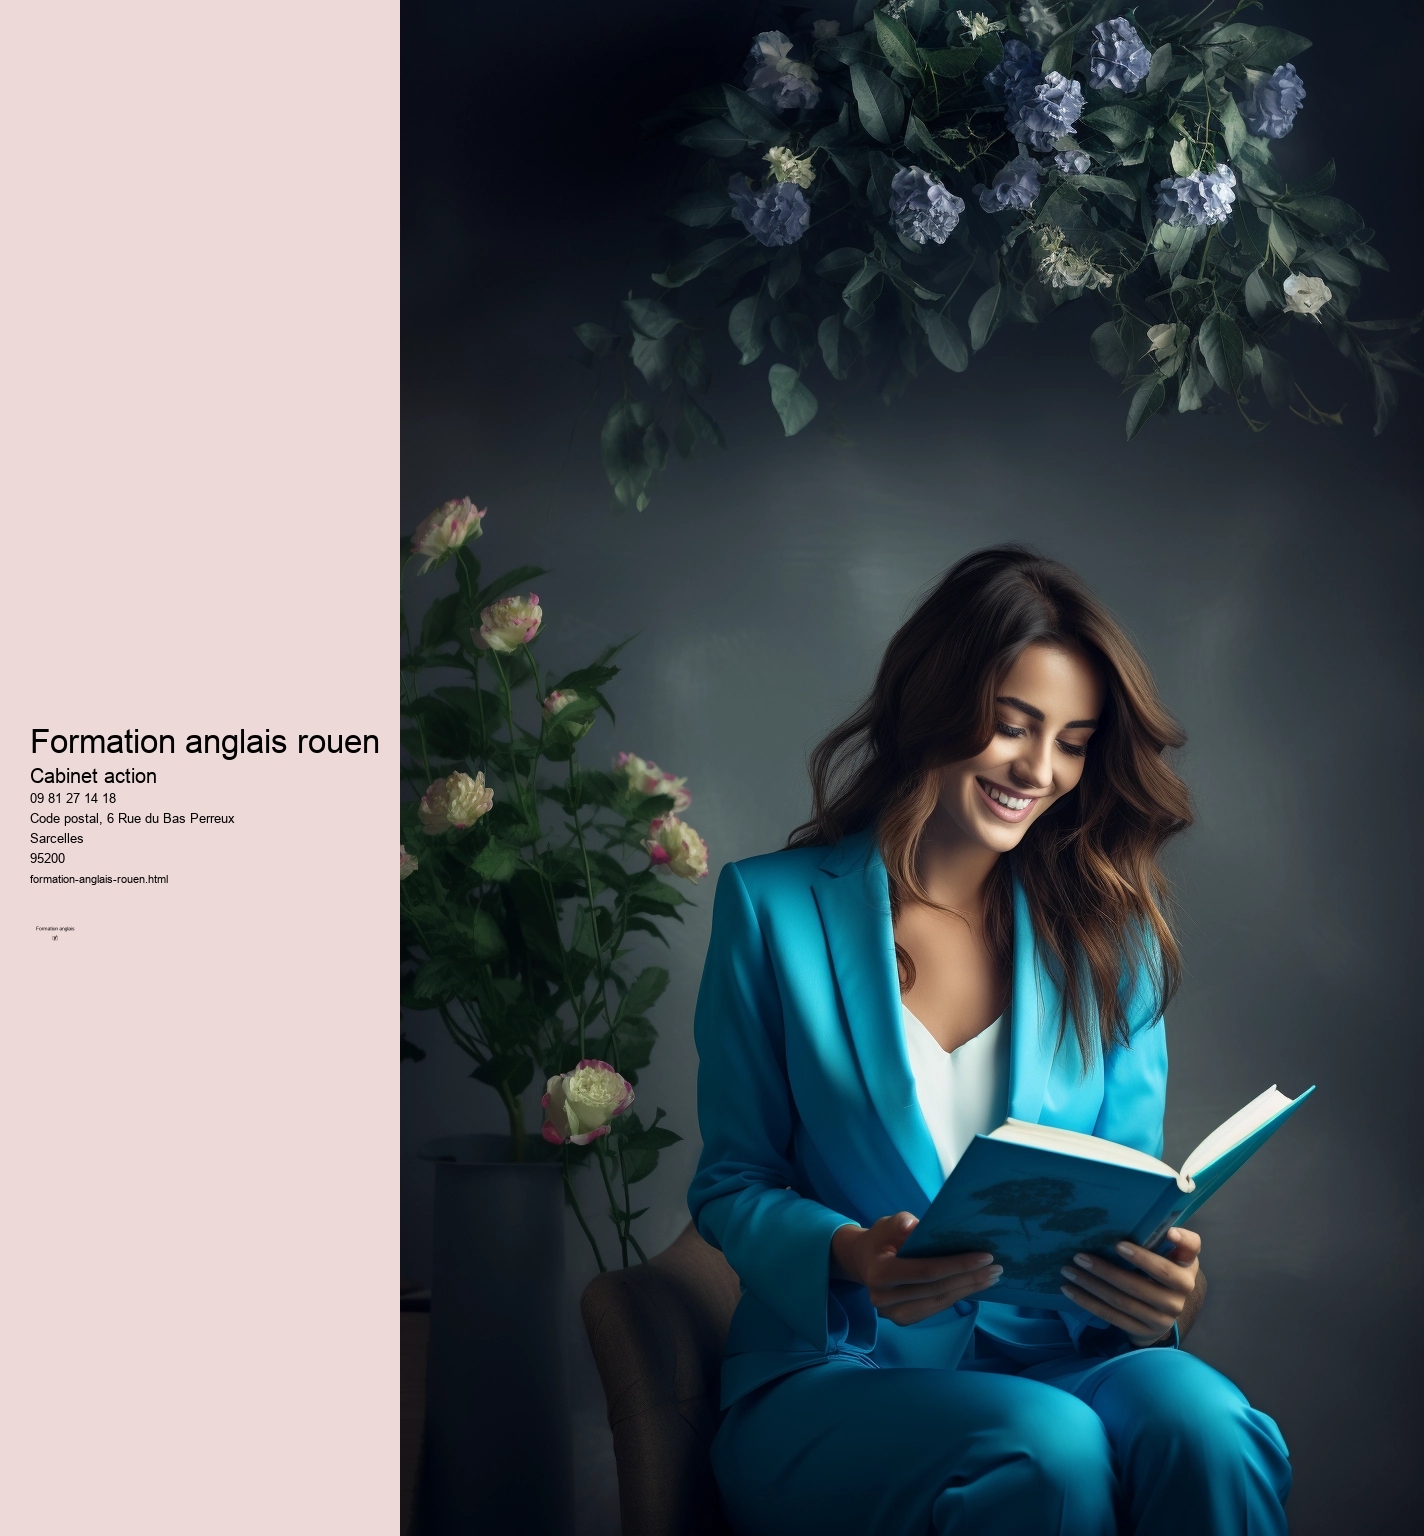 Formation anglais rouen
Cabinet action
09 81 27 14 18
Code postal, 6 Rue du Bas Perreux
Sarcelles
95200
formation-anglais-rouen.html
Formation anglais